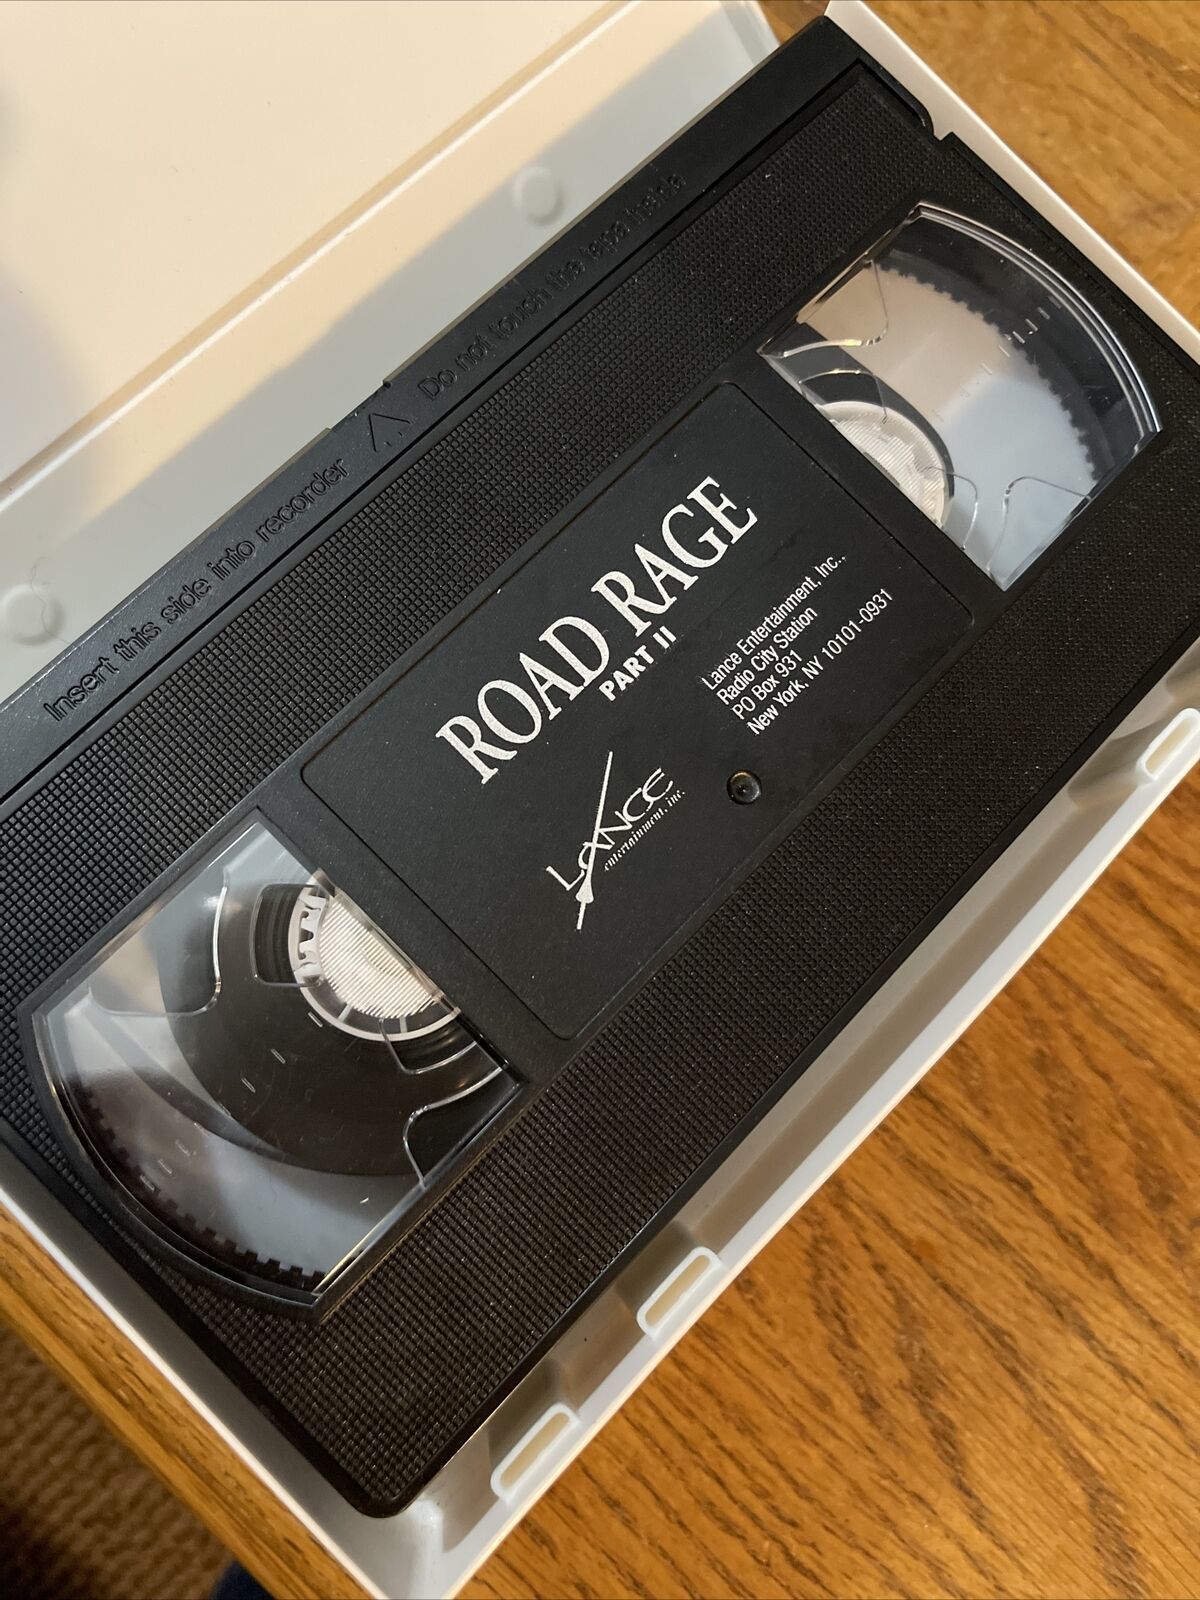 Insert this side into recorder △ Do not touch the tape inside
ROAD RAGE
PART II
LANCE
entertainment, inc.
Lance Entertainment, Inc..
Radio City Station
PO Box 931
New York, NY 10101-0931